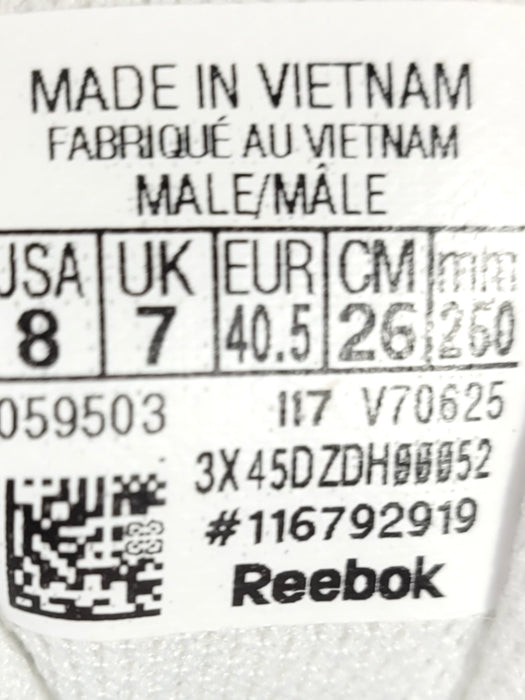 MADE IN VIETNAM
FABRIQUÉ AU VIETNAM
MALE/MÂLE
USA UK EUR CM mm
8 7 40.5 26 260
059503 117 V70625
#116792919
Reebok